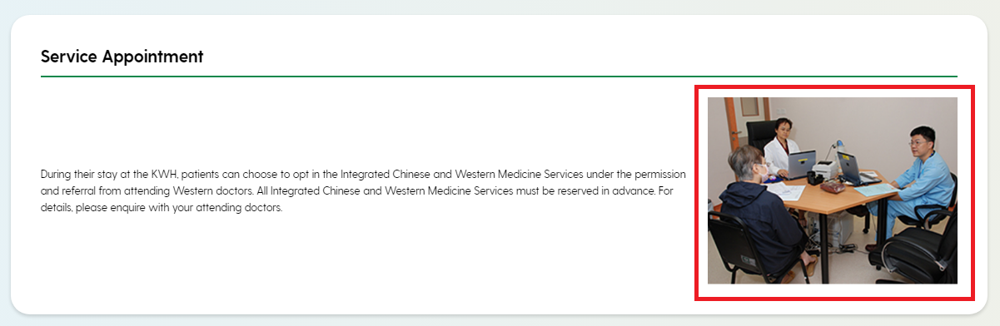 Service Appointment
During their stay at the KWH, patients can choose to opt in the Integrated Chinese and Western Medicine Services under the permission
and referral from attending Western doctors. All Integrated Chinese and Western Medicine Services must be reserved in advance. For
details, please enquire with your attending doctors.